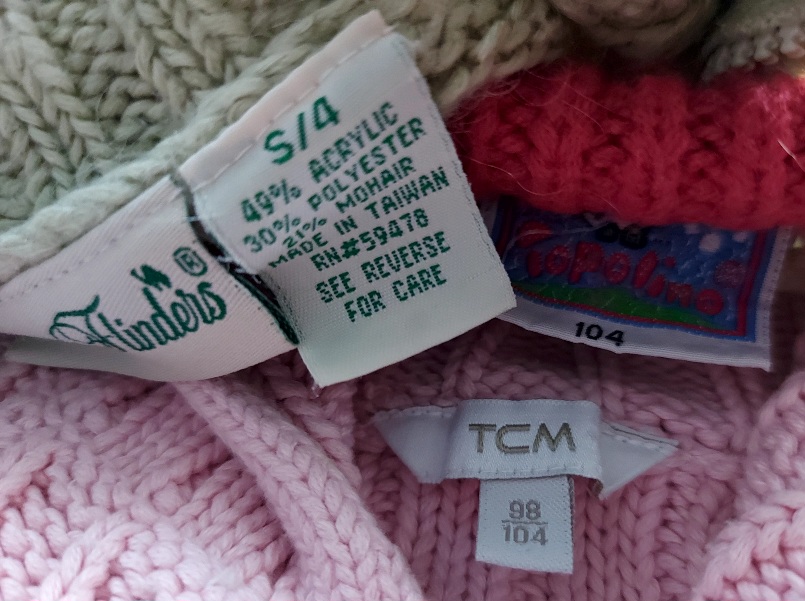 S/4
49% ACRYLIC
30% POLYESTER
21% MOHAIR
MADE IN TAIWAN
RN#59478
SEE REVERSE
FOR CARE
Flinders®
Topolino
104
TCM
98
104